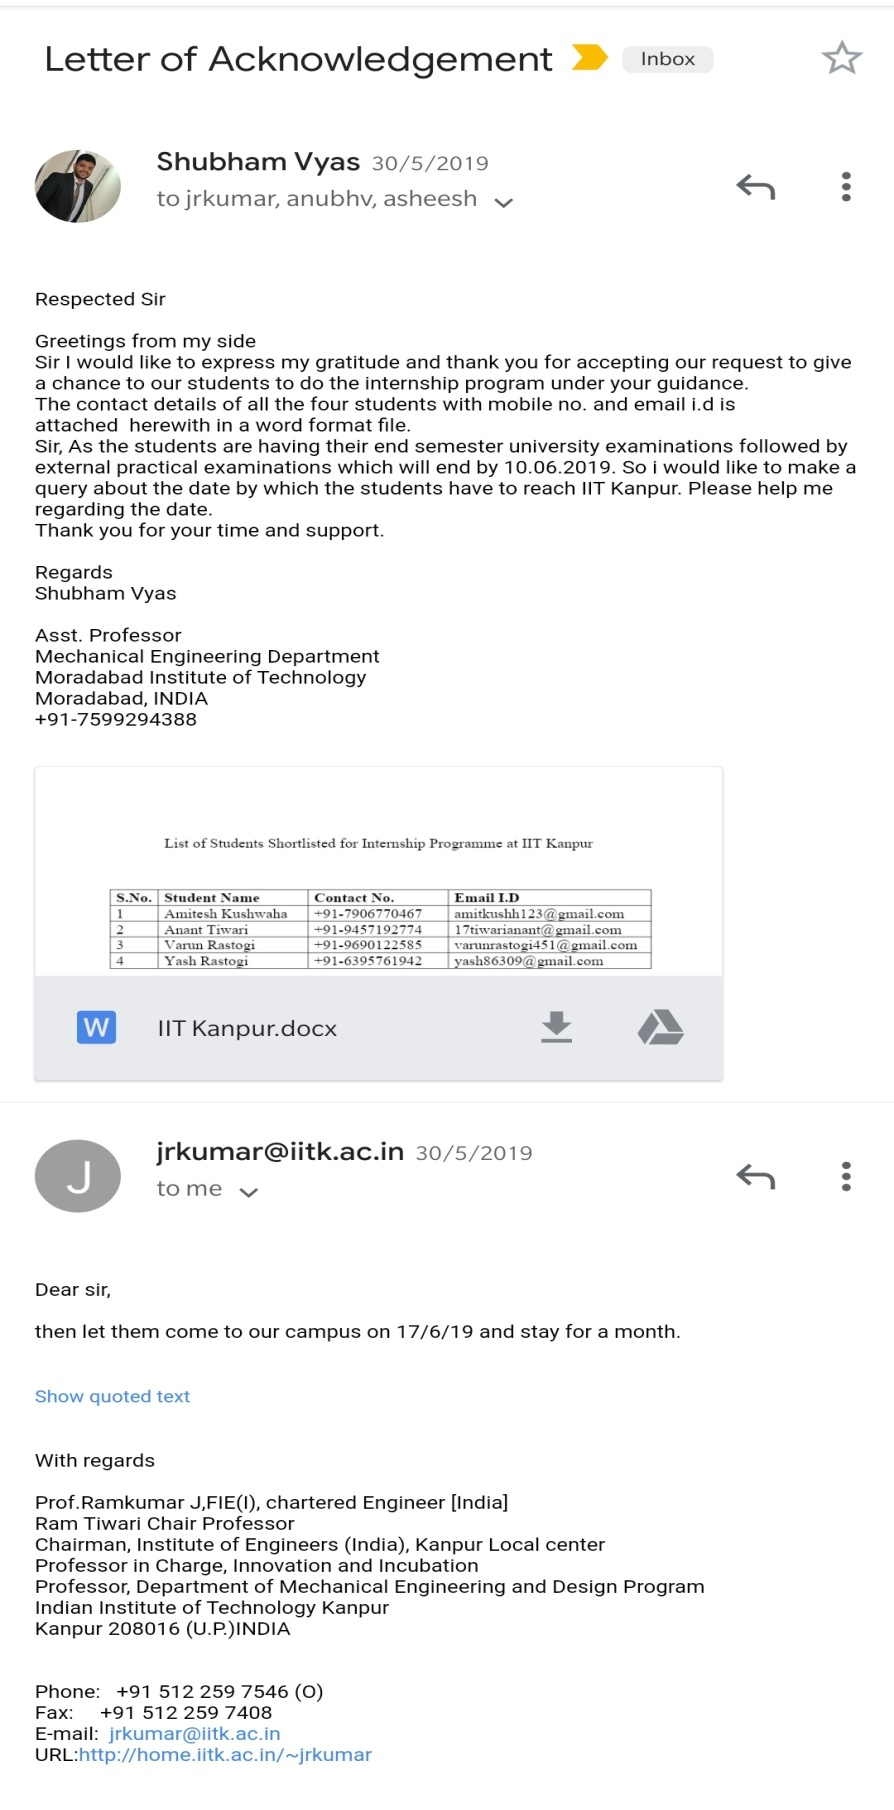 Letter of Acknowledgement Inbox
Shubham Vyas 30/5/2019
to jrkumar, anubhv, asheesh
Respected Sir
Greetings from my side
Sir I would like to express my gratitude and thank you for accepting our request to give
a chance to our students to do the internship program under your guidance.
The contact details of all the four students with mobile no. and email i.d is
attached  herewith in a word format file.
Sir, As the students are having their end semester university examinations followed by
external practical examinations which will end by 10.06.2019. So i would like to make a
query about the date by which the students have to reach IIT Kanpur. Please help me
regarding the date.
Thank you for your time and support.
Regards
Shubham Vyas
Asst. Professor
Mechanical Engineering Department
Moradabad Institute of Technology
Moradabad, INDIA
+91-7599294388
List of Students Shortlisted for Internship Programme at IIT Kanpur
S.No. Student Name Contact No. Email I.D
1 Amitesh Kushwaha +91-7906770467 amitkushh123@gmail.com
2 Anant Tiwari +91-9457192774 17tiwarianant@gmail.com
3 Varun Rastogi +91-9690122585 varunrastogi451@gmail.com
4 Yash Rastogi +91-6395761942 yash86309@gmail.com
W IIT Kanpur.docx
J jrkumar@iitk.ac.in 30/5/2019
to me
Dear sir,
then let them come to our campus on 17/6/19 and stay for a month.
Show quoted text
With regards
Prof.Ramkumar J,FIE(I), chartered Engineer [India]
Ram Tiwari Chair Professor
Chairman, Institute of Engineers (India), Kanpur Local center
Professor in Charge, Innovation and Incubation
Professor, Department of Mechanical Engineering and Design Program
Indian Institute of Technology Kanpur
Kanpur 208016 (U.P.)INDIA
Phone:   +91 512 259 7546 (O)
Fax:     +91 512 259 7408
E-mail:  jrkumar@iitk.ac.in
URL:http://home.iitk.ac.in/~jrkumar